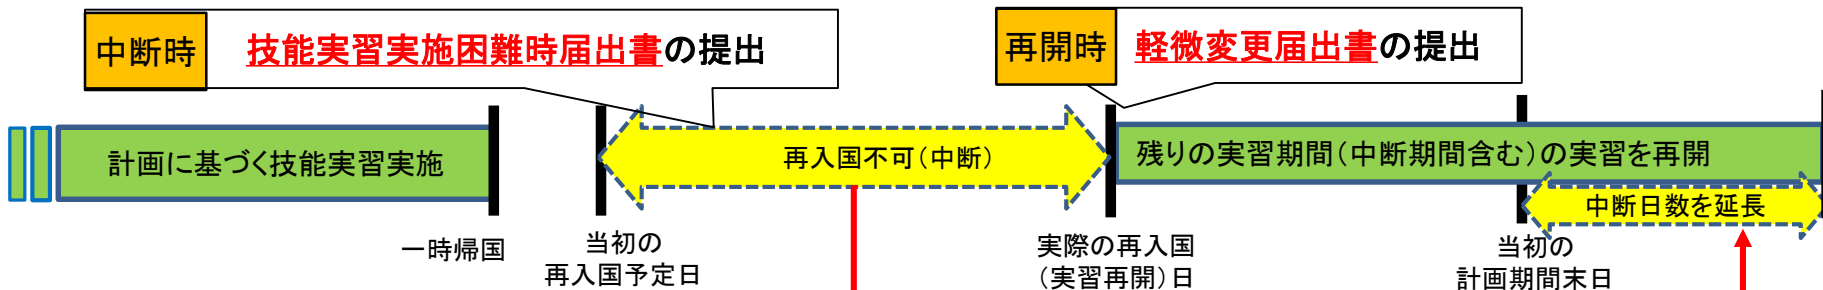 中断時 技能実習実施困難時届出書の提出
再開時 軽微変更届出書の提出
計画に基づく技能実習実施
再入国不可(中断)
残りの実習期間(中断期間含む)の実習を再開
中断日数を延長
一時帰国
当初の
再入国予定日
実際の再入国
(実習再開)日
当初の
計画期間末日